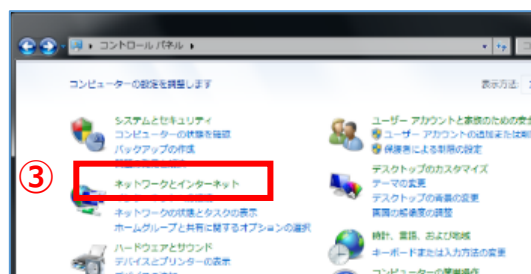 コントロール パネル
コンピューターの設定を調整します
表示方法:
システムとセキュリティ
コンピューターの状態を確認
バックアップの作成
③
ネットワークとインターネット
ネットワークの状態とタスクの表示
ホームグループと共有に関するオプションの選択
ハードウェアとサウンド
デバイスとプリンターの表示
ユーザー アカウントと家族のための安全
ユーザー アカウントの追加または削
保護者による制限の設定
デスクトップのカスタマイズ
テーマの変更
デスクトップの背景の変更
画面の解像度の調整
時計、言語、および地域
キーボードまたは入力方法の変更
コンピューターの簡単操作